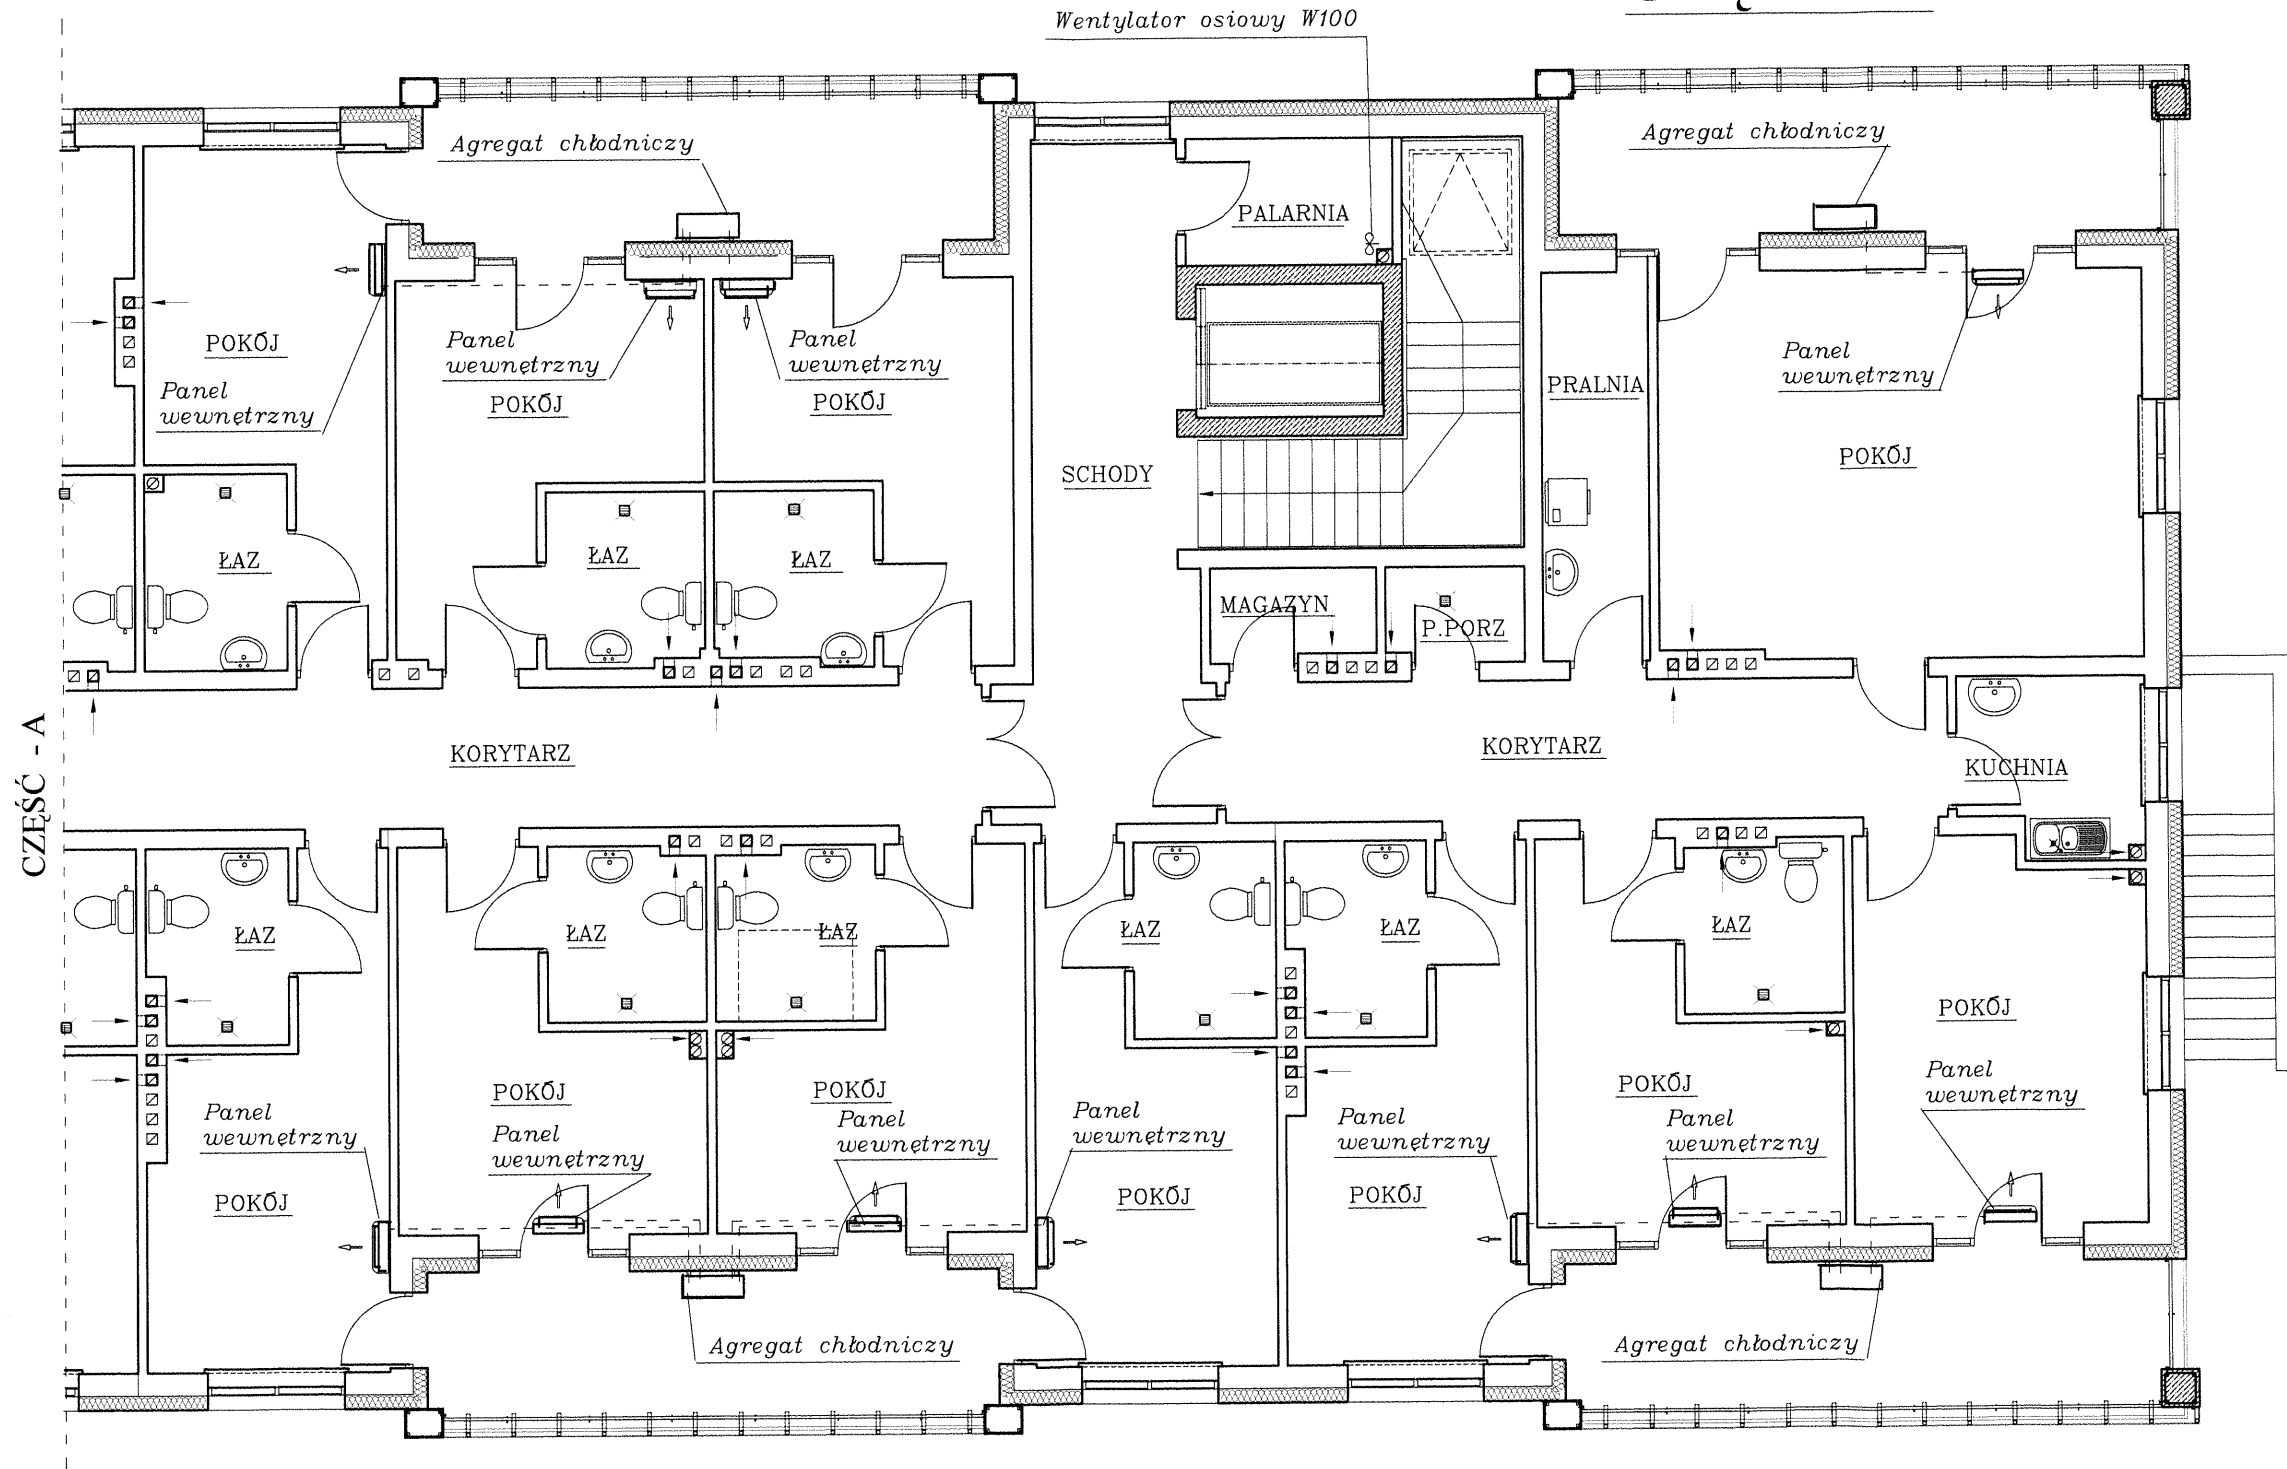 Wentylator osiowy W100
Agregat chłodniczy
Agregat chłodniczy
PALARNIA
POKÓJ
Panel
wewnętrzny
Panel
wewnętrzny
POKÓJ
Panel
wewnętrzny
POKÓJ
PRALNIA
Panel
wewnętrzny
POKÓJ
SCHODY
ŁAZ
ŁAZ
ŁAZ
MAGAZYN
P.PORZ
CZĘŚĆ - A
KORYTARZ
KORYTARZ
KUCHNIA
ŁAZ
ŁAZ
ŁAZ
ŁAZ
ŁAZ
ŁAZ
Panel
wewnętrzny
POKÓJ
POKÓJ
Panel
wewnętrzny
POKÓJ
Panel
wewnętrzny
Panel
wewnętrzny
POKÓJ
Panel
wewnętrzny
POKÓJ
POKÓJ
Panel
wewnętrzny
POKÓJ
Panel
wewnętrzny
Agregat chłodniczy
Agregat chłodniczy